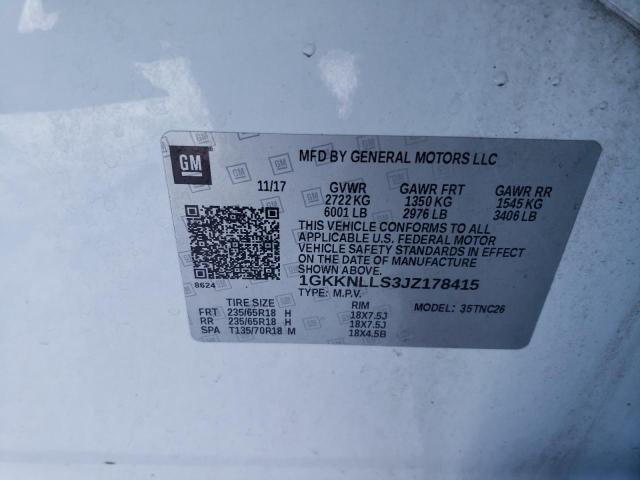 GM
MFD BY GENERAL MOTORS LLC
11/17 GVWR GAWR FRT GAWR RR
2722 KG 1350 KG 1545 KG
6001 LB 2976 LB 3406 LB
THIS VEHICLE CONFORMS TO ALL
APPLICABLE U.S. FEDERAL MOTOR
VEHICLE SAFETY STANDARDS IN EFFECT
ON THE DATE OF MANUFACTURE
SHOWN ABOVE.
8624 1GKKNLLS3JZ178415
TYPE: M.P.V. MODEL: 35TNC26
TIRE SIZE RIM
FRT 235/65R18 H 18X7.5J
RR 235/65R18 H 18X7.5J
SPA T135/70R18 M 18X4.5B